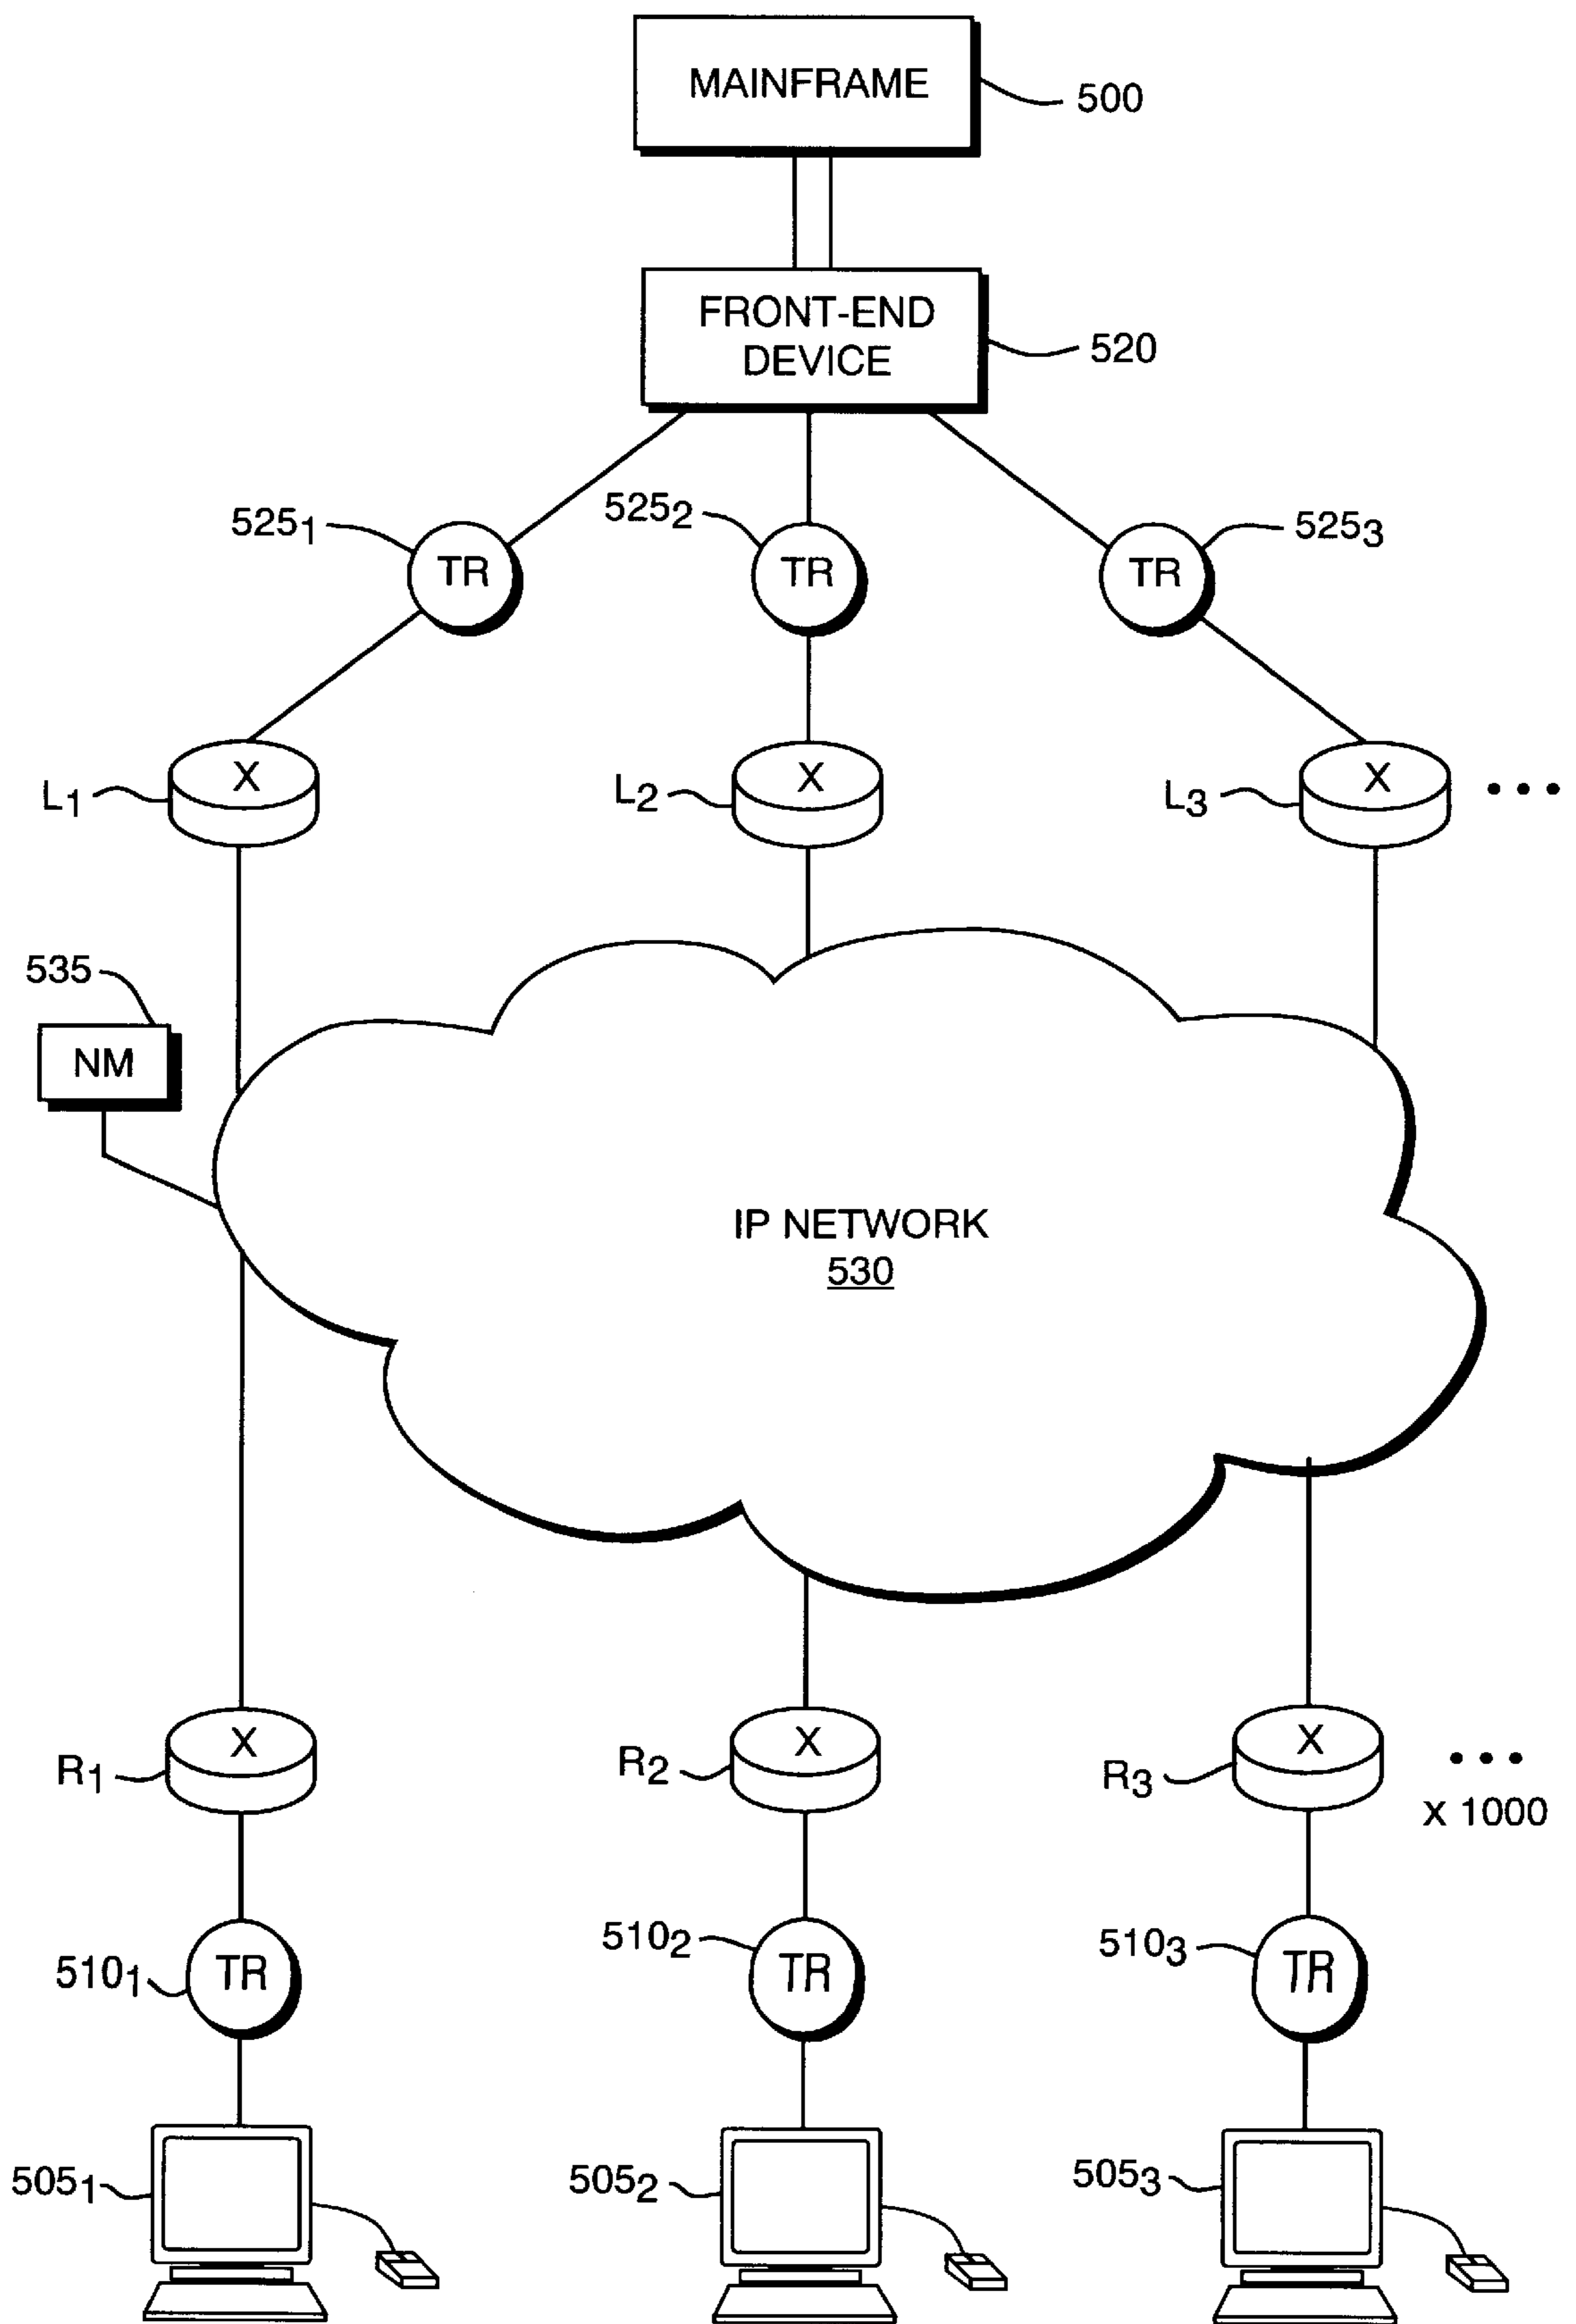 MAINFRAME
500
FRONT-END
DEVICE
520
525₁
TR
525₂
TR
TR
525₃
L₁
X
L₂
X
L₃
X
•••
535
NM
IP NETWORK
530
R₁
X
R₂
X
R₃
X
•••
x 1000
510₁
TR
510₂
TR
510₃
TR
505₁
505₂
505₃